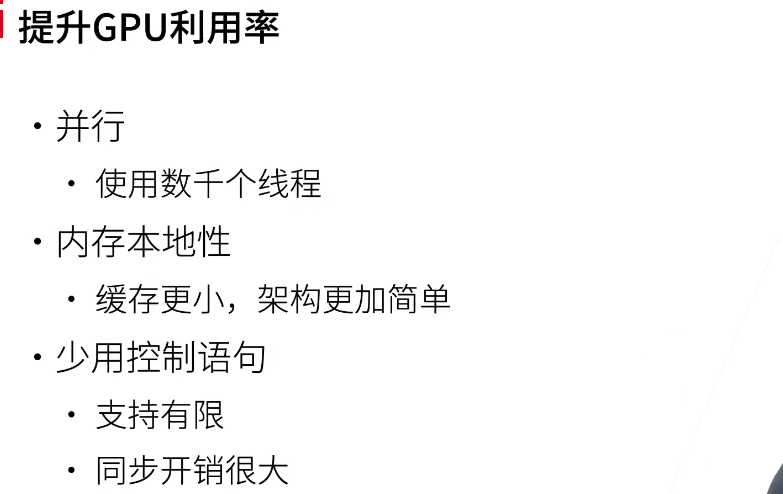 提升GPU利用率
• 并行
• 使用数千个线程
• 内存本地性
• 缓存更小，架构更加简单
• 少用控制语句
• 支持有限
• 同步开销很大